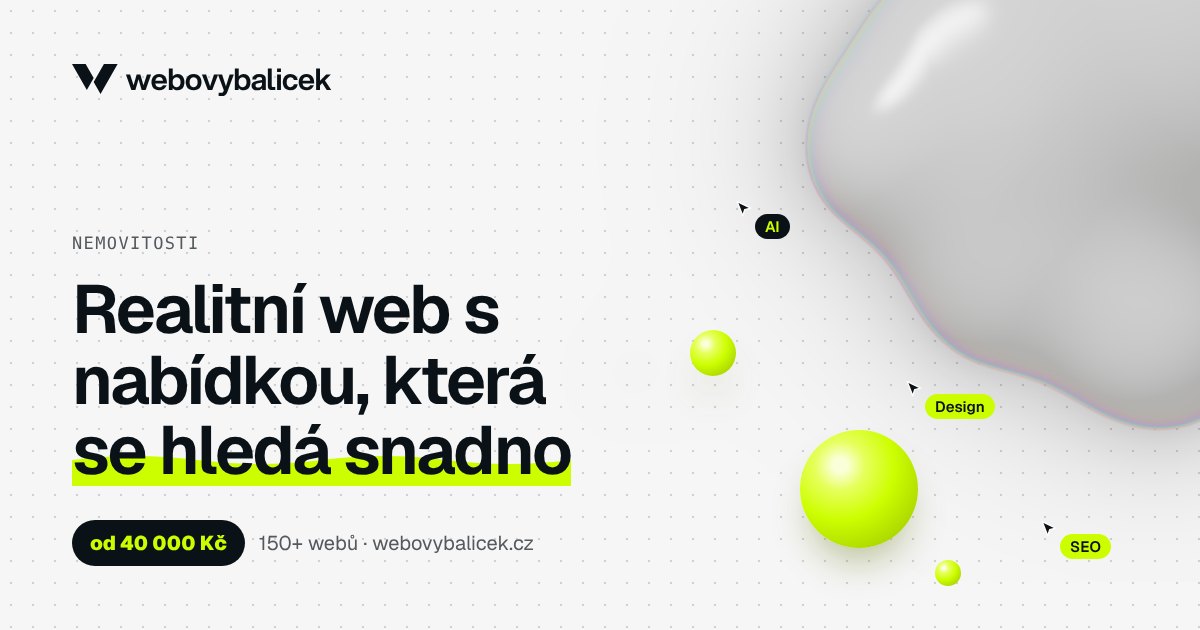 webovybalicek
NEMOVITOSTI
Realitní web s
nabídkou, která
se hledá snadno
od 40 000 Kč
150+ webů · webovybalicek.cz
AI
Design
SEO